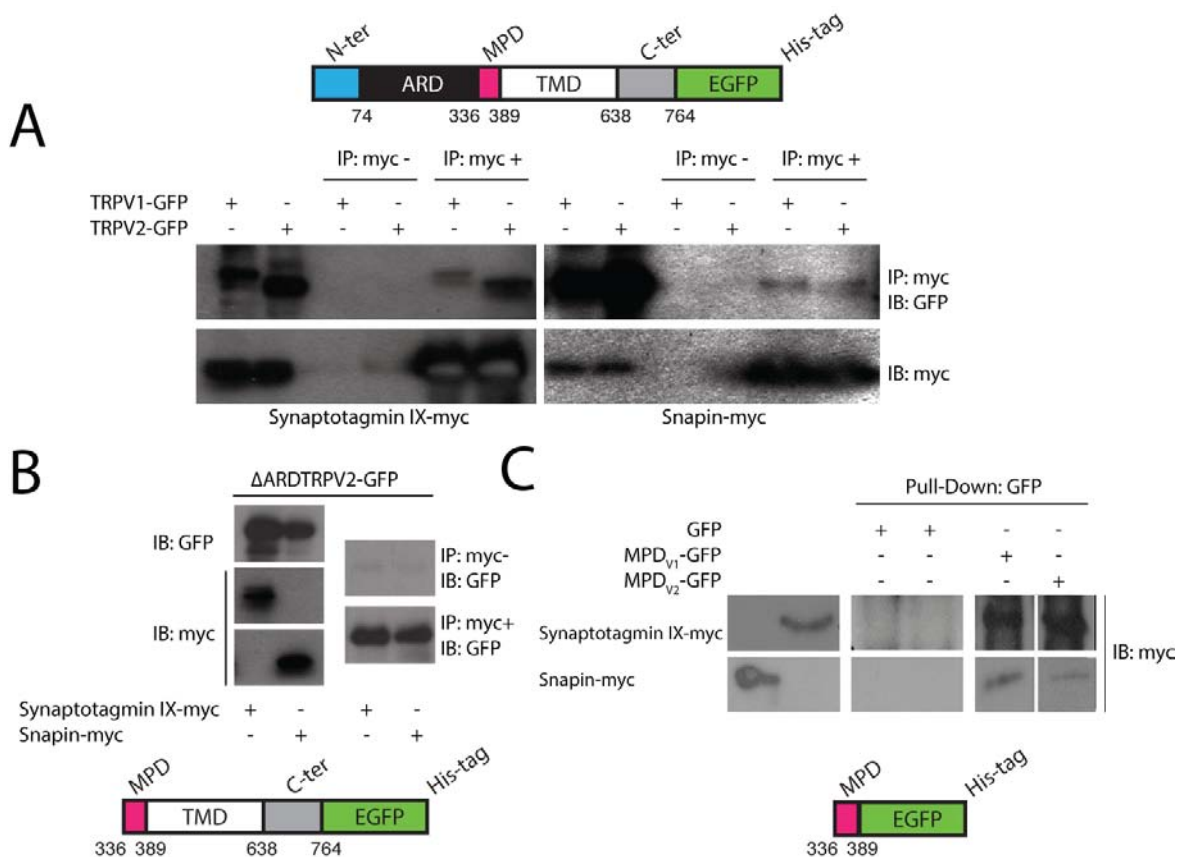 N-ter MPD C-ter His-tag
ARD TMD EGFP
74 336 389 638 764
A
IP: myc - IP: myc + IP: myc - IP: myc +
TRPV1-GFP + - + - + - + - + - + -
TRPV2-GFP - + - + - + - + - + - +
IP: myc
IB: GFP
IB: myc
Synaptotagmin IX-myc Snapin-myc
B
ΔARDTRPV2-GFP
IB: GFP
IP: myc-
IB: GFP
IB: myc
IP: myc+
IB: GFP
Synaptotagmin IX-myc + - + -
Snapin-myc - + - +
MPD C-ter His-tag
TMD EGFP
336 389 638 764
C
Pull-Down: GFP
GFP + + - -
MPDV1-GFP - - + -
MPDV2-GFP - - - +
Synaptotagmin IX-myc
Snapin-myc
IB: myc
MPD His-tag
EGFP
336 389